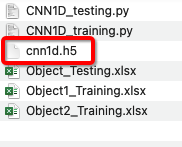 CNN1D_testing.py
CNN1D_training.py
cnn1d.h5
Object_Testing.xlsx
Object1_Training.xlsx
Object2_Training.xlsx